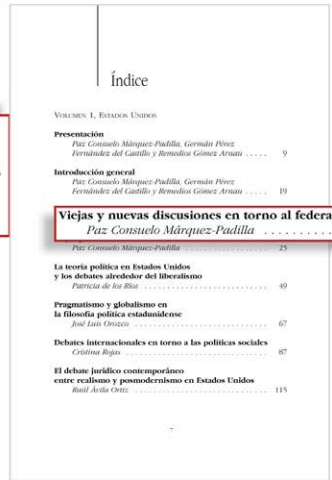 Índice
VOLUMEN 1, ESTADOS UNIDOS
Presentación
Paz Consuelo Márquez-Padilla, Germán Pérez
Fernández del Castillo y Remedios Gómez Arnau ..... 9
Introducción general
Paz Consuelo Márquez-Padilla, Germán Pérez
Fernández del Castillo y Remedios Gómez Arnau ..... 19
Viejas y nuevas discusiones en torno al federa
Paz Consuelo Márquez-Padilla ..........
Paz Consuelo Márquez-Padilla .................... 25
La teoría política en Estados Unidos
y los debates alrededor del liberalismo
Patricia de los Ríos .......................... 49
Pragmatismo y globalismo en
la filosofía política estadunidense
José Luis Orozco .......................... 67
Debates internacionales en torno a las políticas sociales
Cristina Rojas .......................... 87
El debate jurídico contemporáneo
entre realismo y posmodernismo en Estados Unidos
Raúl Ávila Ortiz .......................... 115
7